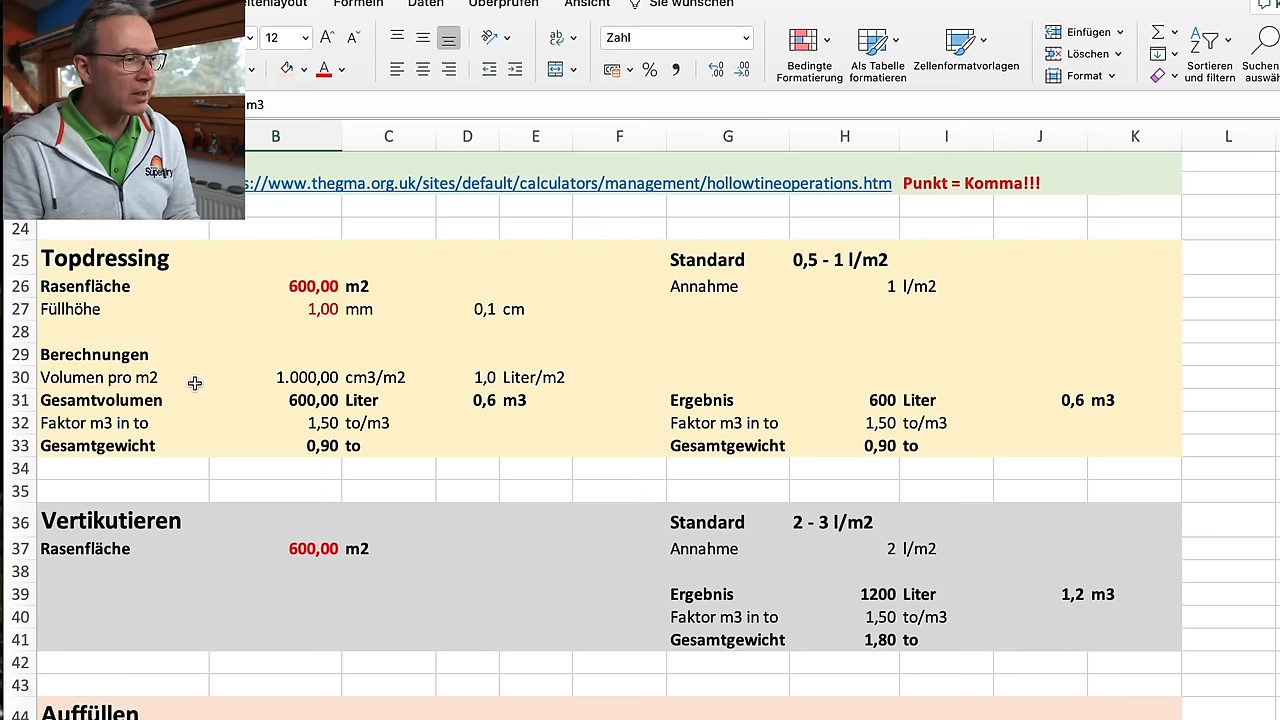 eitenlayout Formeln Daten Überprüfen Ansicht Sie wünschen
12 A A Zahl Einfügen
Löschen
Format
Bedingte Formatierung Als Tabelle formatieren Zellenformatvorlagen Sortieren und filtern Suchen
m3
B C D E F G H I J K L
s://www.thegma.org.uk/sites/default/calculators/management/hollowtineoperations.htm Punkt = Komma!!!
24
25 Topdressing Standard 0,5 - 1 l/m2
26 Rasenfläche 600,00 m2 Annahme 1 l/m2
27 Füllhöhe 1,00 mm 0,1 cm
28
29 Berechnungen
30 Volumen pro m2 1.000,00 cm3/m2 1,0 Liter/m2
31 Gesamtvolumen 600,00 Liter 0,6 m3 Ergebnis 600 Liter 0,6 m3
32 Faktor m3 in to 1,50 to/m3 Faktor m3 in to 1,50 to/m3
33 Gesamtgewicht 0,90 to Gesamtgewicht 0,90 to
34
35
36 Vertikutieren Standard 2 - 3 l/m2
37 Rasenfläche 600,00 m2 Annahme 2 l/m2
38
39 Ergebnis 1200 Liter 1,2 m3
40 Faktor m3 in to 1,50 to/m3
41 Gesamtgewicht 1,80 to
42
43
44 Auffüllen
Superdry